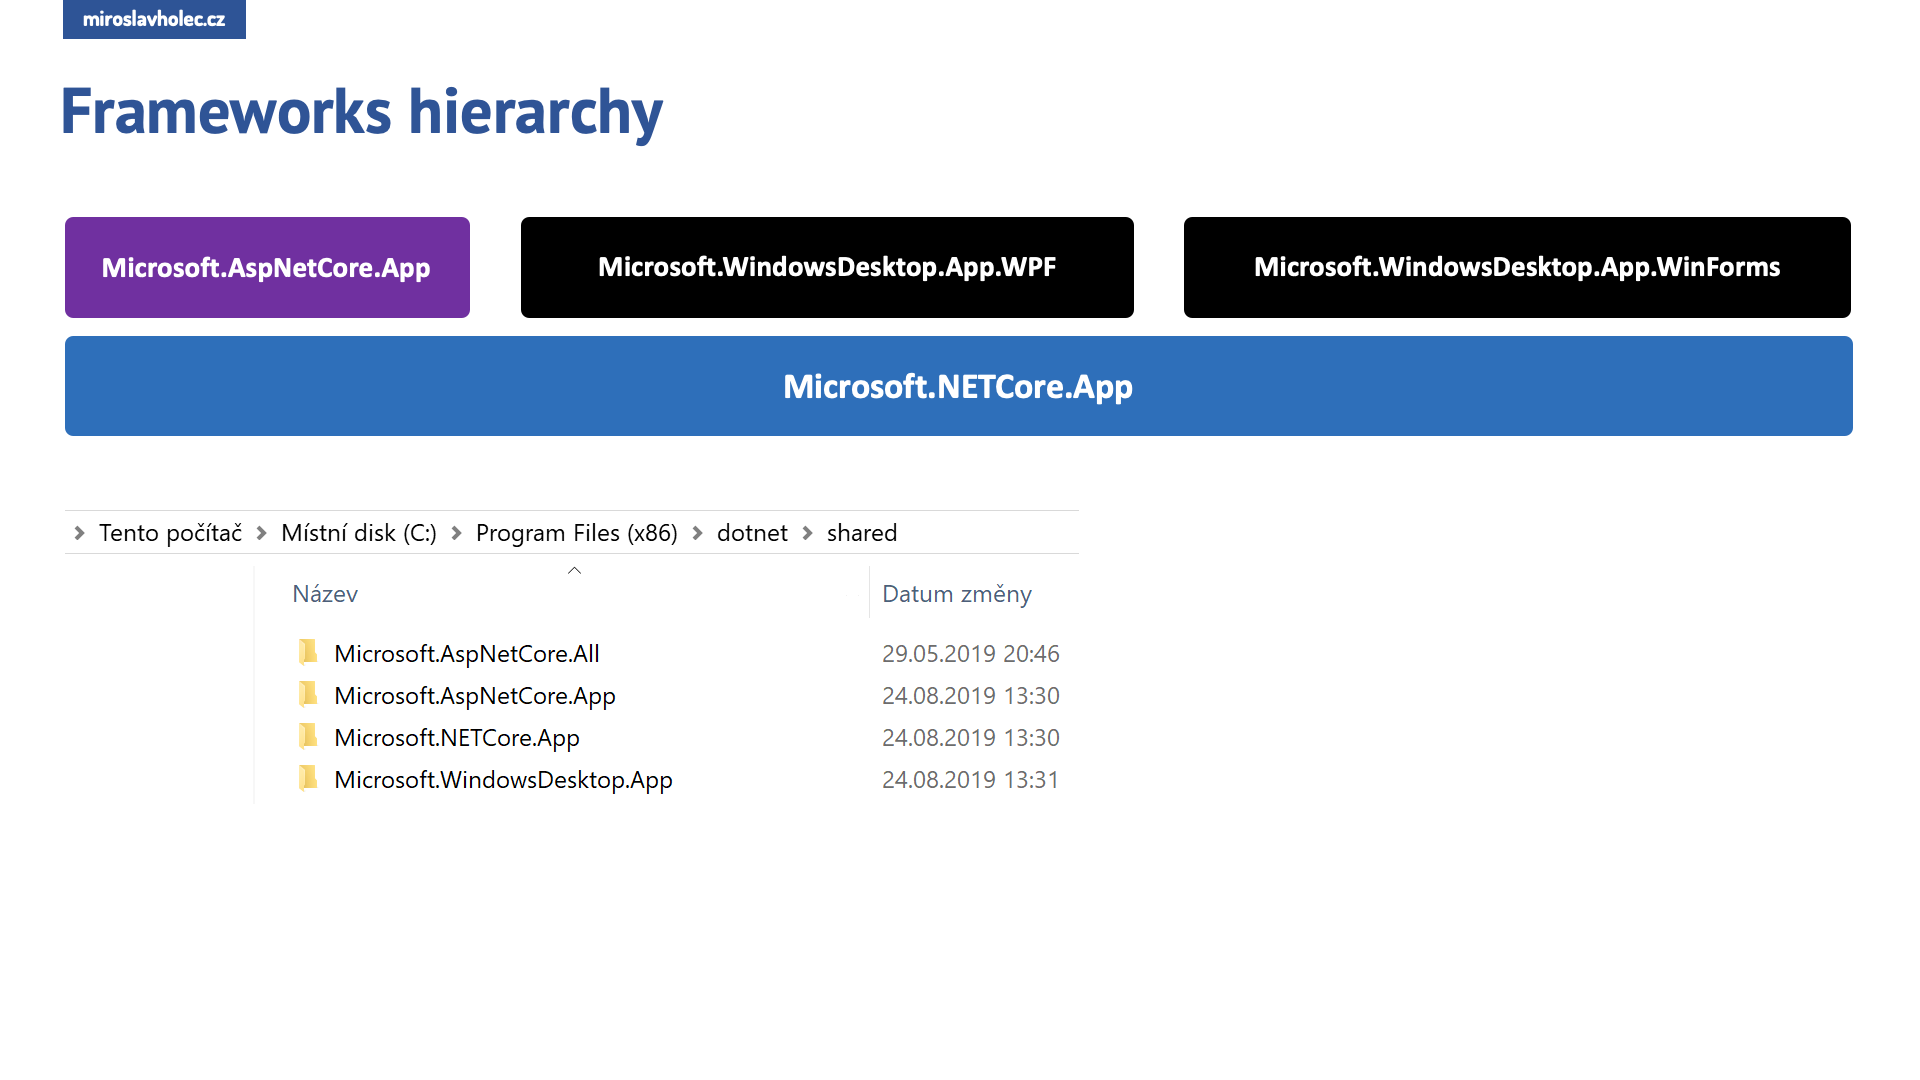 miroslavholec.cz
Frameworks hierarchy
Microsoft.AspNetCore.App
Microsoft.WindowsDesktop.App.WPF
Microsoft.WindowsDesktop.App.WinForms
Microsoft.NETCore.App
Tento počítač Místní disk (C:) Program Files (x86) dotnet shared
Název Datum změny
Microsoft.AspNetCore.All 29.05.2019 20:46
Microsoft.AspNetCore.App 24.08.2019 13:30
Microsoft.NETCore.App 24.08.2019 13:30
Microsoft.WindowsDesktop.App 24.08.2019 13:31